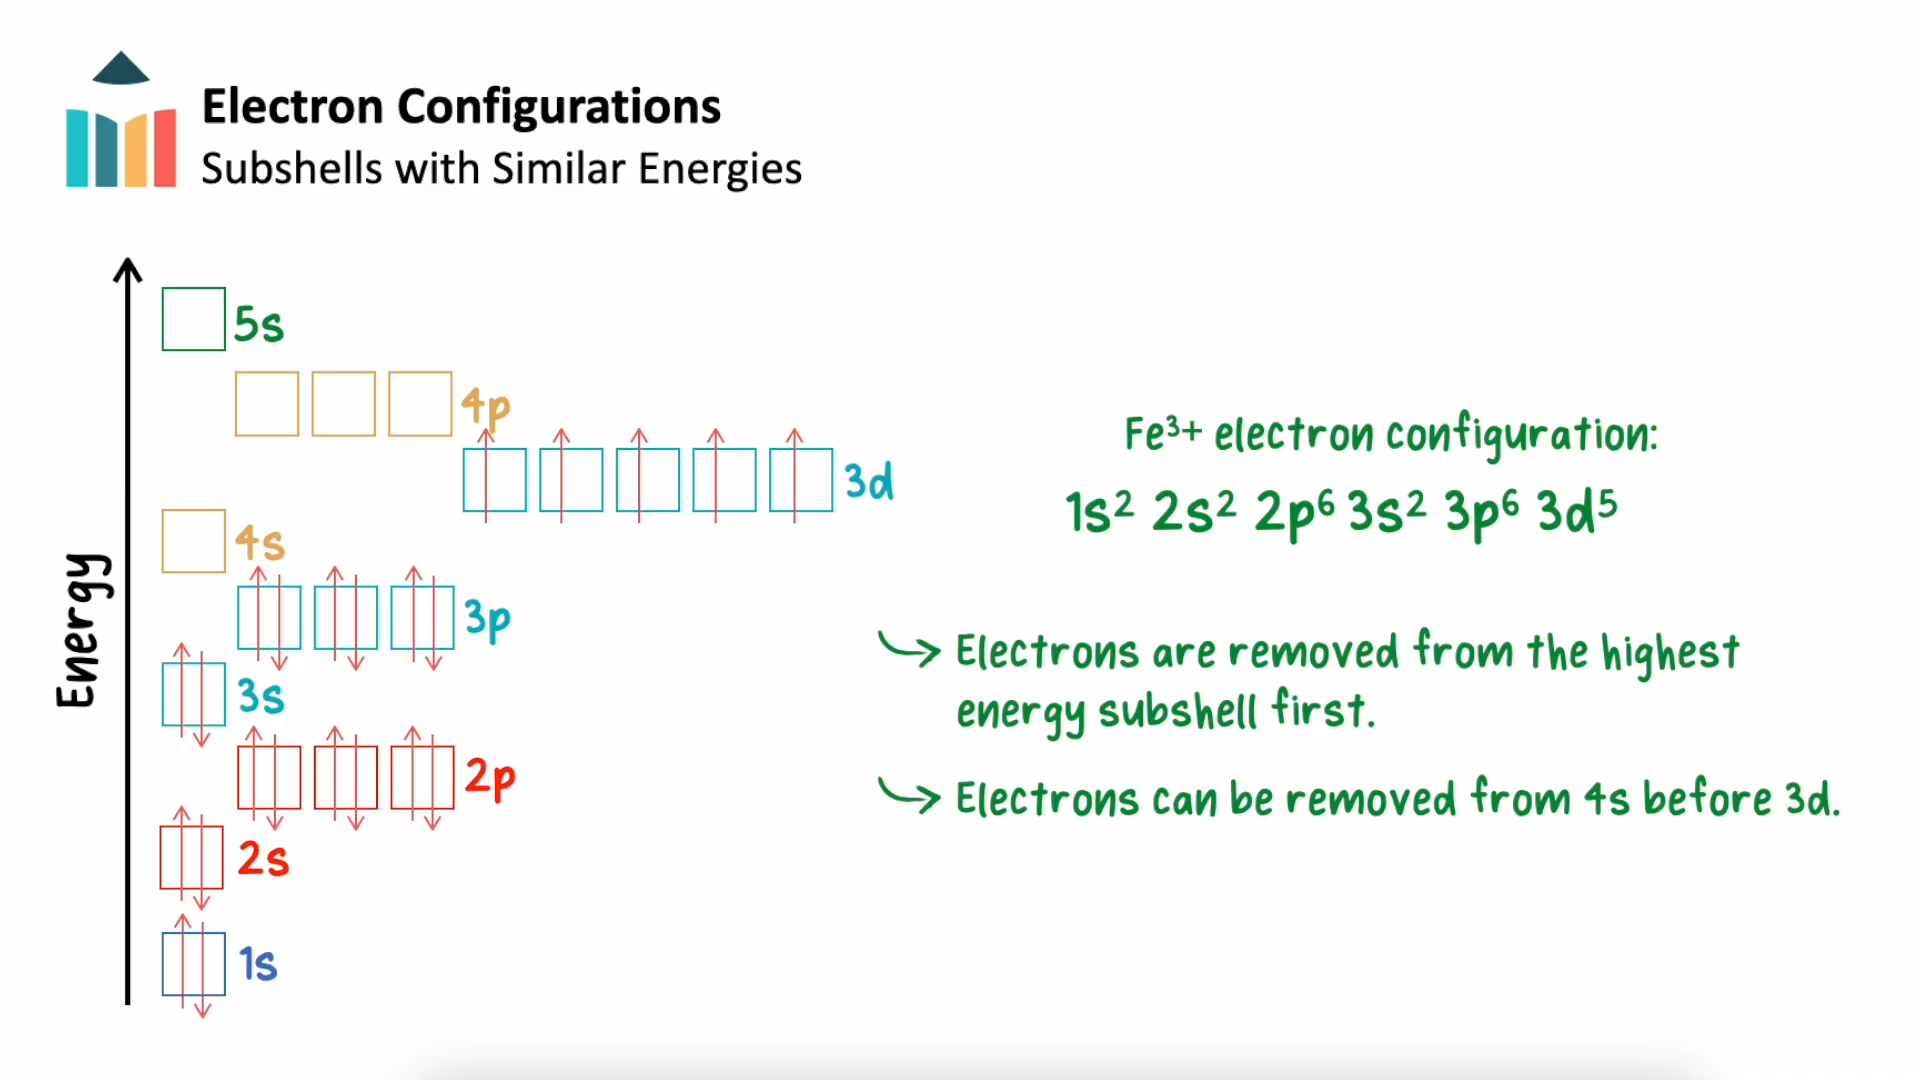 Electron Configurations
Subshells with Similar Energies
Energy
5s
4p
3d
4s
3p
3s
2p
2s
1s
Fe³+ electron configuration:
1s² 2s² 2p⁶ 3s² 3p⁶ 3d⁵
Electrons are removed from the highest
energy subshell first.
Electrons can be removed from 4s before 3d.